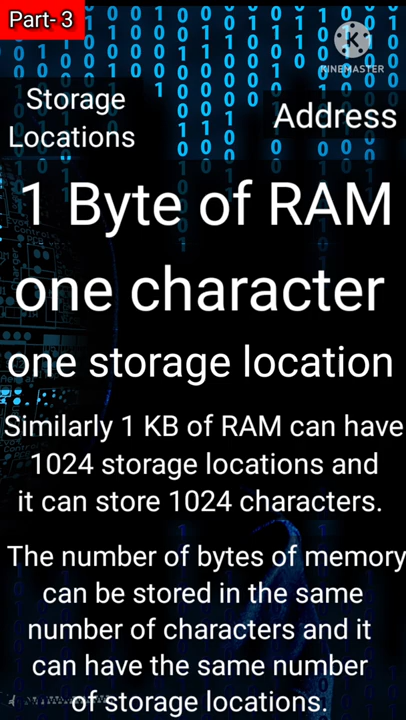 Part- 3
KINEMASTER
Storage
Locations
Address
1 Byte of RAM
one character
one storage location
Similarly 1 KB of RAM can have
1024 storage locations and
it can store 1024 characters.
The number of bytes of memory
can be stored in the same
number of characters and it
can have the same number
of storage locations.